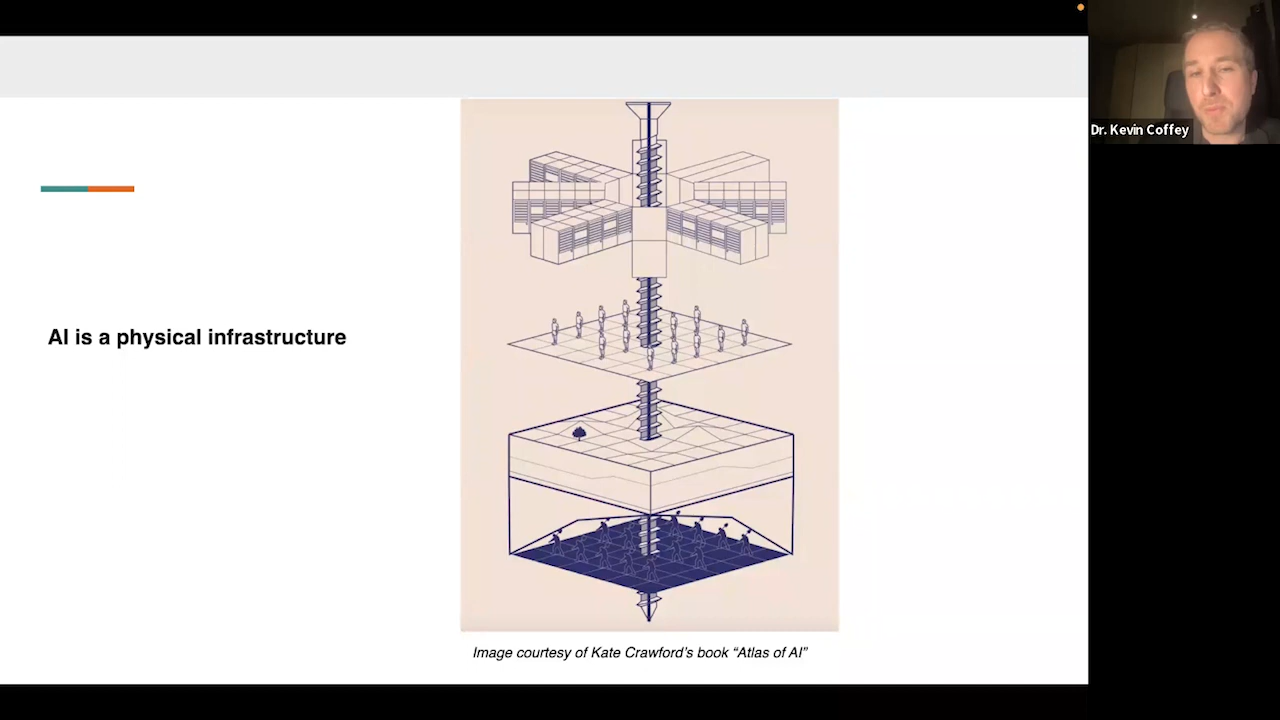 Dr. Kevin Coffey
AI is a physical infrastructure
Image courtesy of Kate Crawford's book “Atlas of AI”